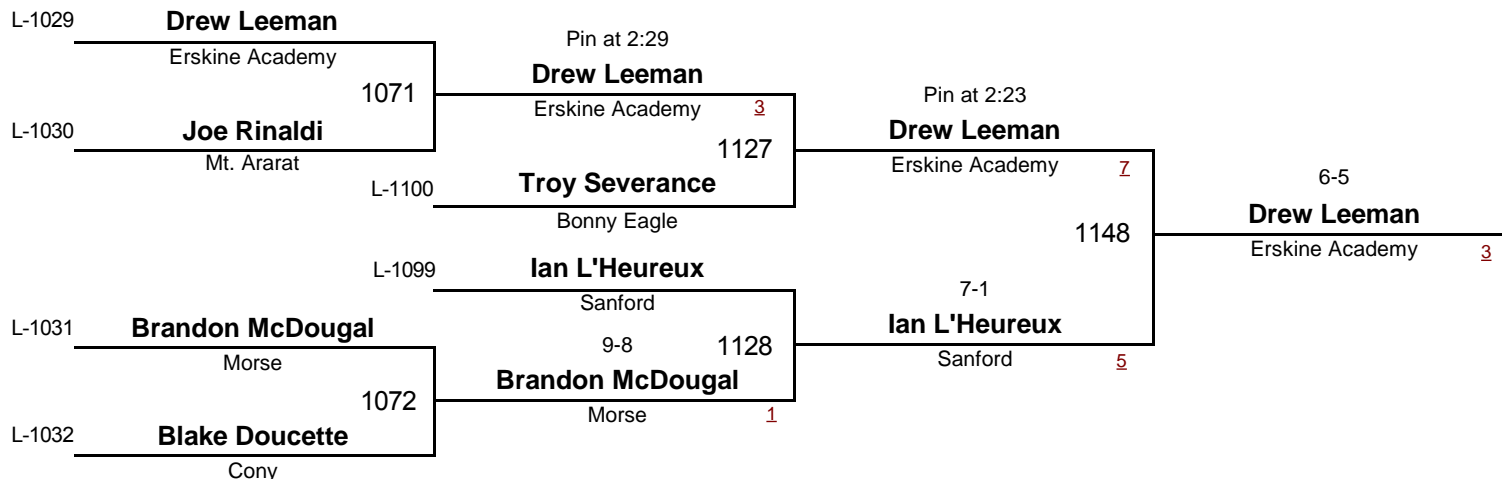 L-1029
Drew Leeman
Erskine Academy
1071
L-1030
Joe Rinaldi
Mt. Ararat
Pin at 2:29
Drew Leeman
Erskine Academy 3
1127
L-1100
Troy Severance
Bonny Eagle
Pin at 2:23
Drew Leeman
Erskine Academy 7
1148
6-5
Drew Leeman
Erskine Academy 3
L-1099
Ian L'Heureux
Sanford
L-1031
Brandon McDougal
Morse
1072
L-1032
Blake Doucette
Cony
9-8
1128
Brandon McDougal
Morse 1
7-1
Ian L'Heureux
Sanford 5